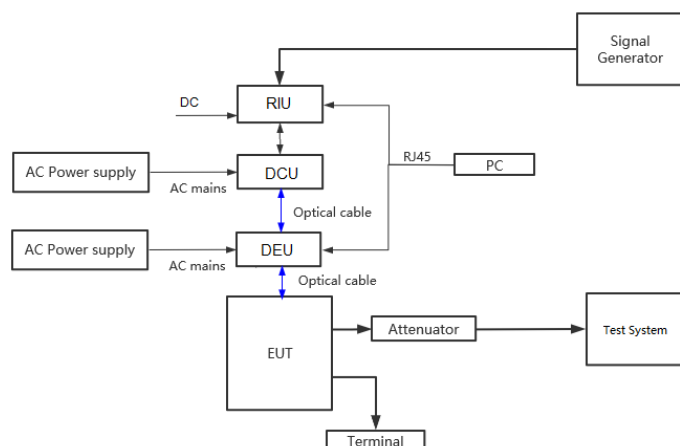 Signal
Generator
DC
RIU
RJ45
PC
AC Power supply
AC mains
DCU
Optical cable
AC Power supply
AC mains
DEU
Optical cable
EUT
Attenuator
Test System
Terminal